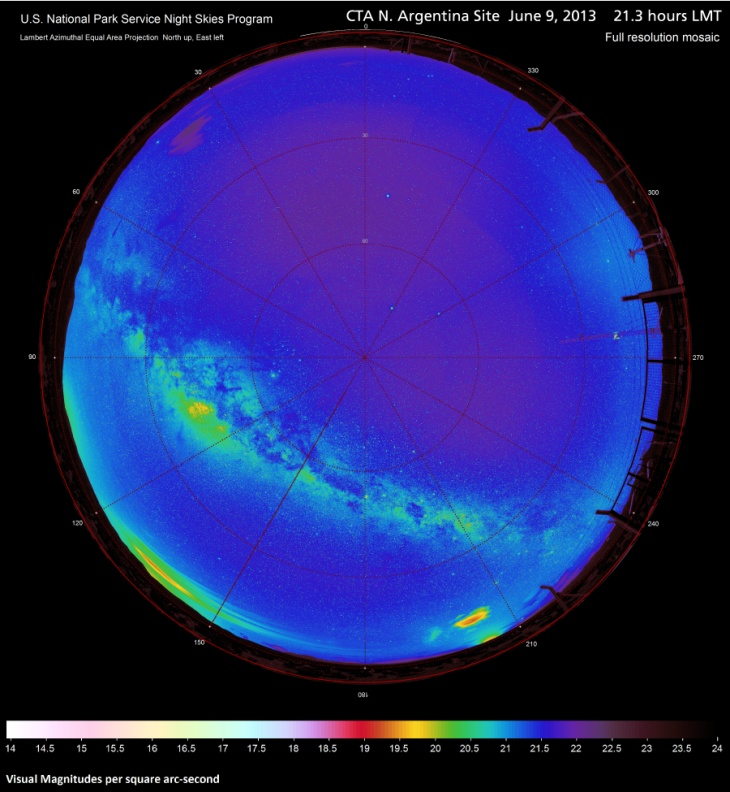 U.S. National Park Service Night Skies Program
CTA N. Argentina Site June 9, 2013 21.3 hours LMT
Lambert Azimuthal Equal Area Projection North up, East left
Full resolution mosaic
0
30
330
30
60
300
60
90
270
120
240
150
210
180
14 14.5 15 15.5 16 16.5 17 17.5 18 18.5 19 19.5 20 20.5 21 21.5 22 22.5 23 23.5 24
Visual Magnitudes per square arc-second